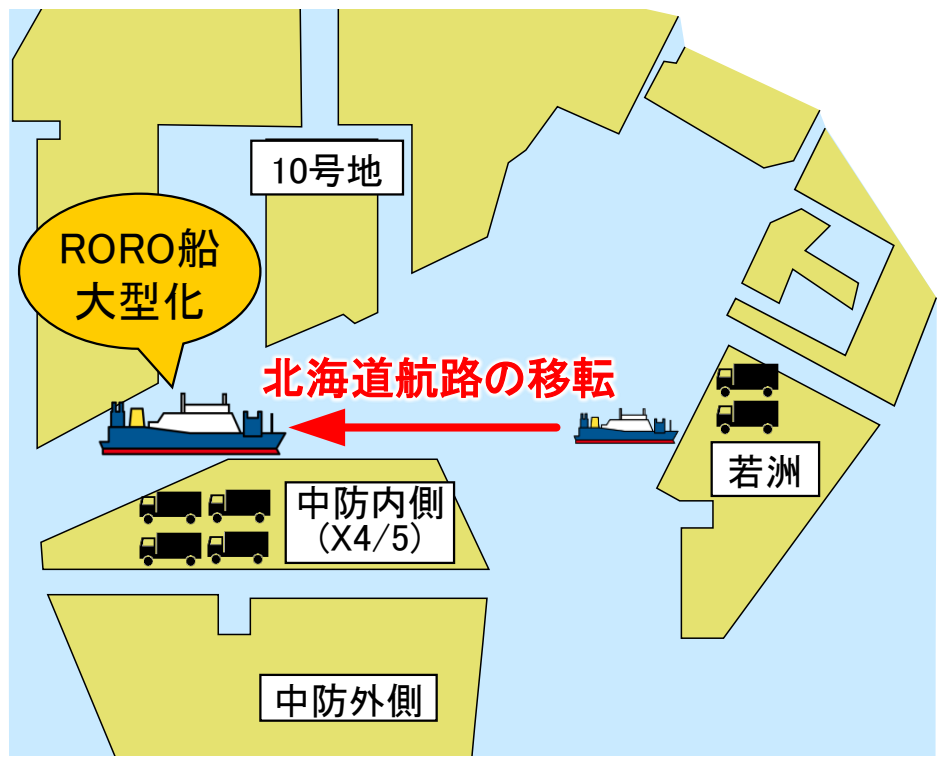 10号地
RORO船
大型化
北海道航路の移転
若洲
中防内側
(X4/5)
中防外側